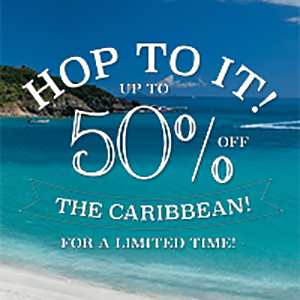 HOP TO IT!
UP TO
50% OFF
THE CARIBBEAN!
- FOR A LIMITED TIME! -